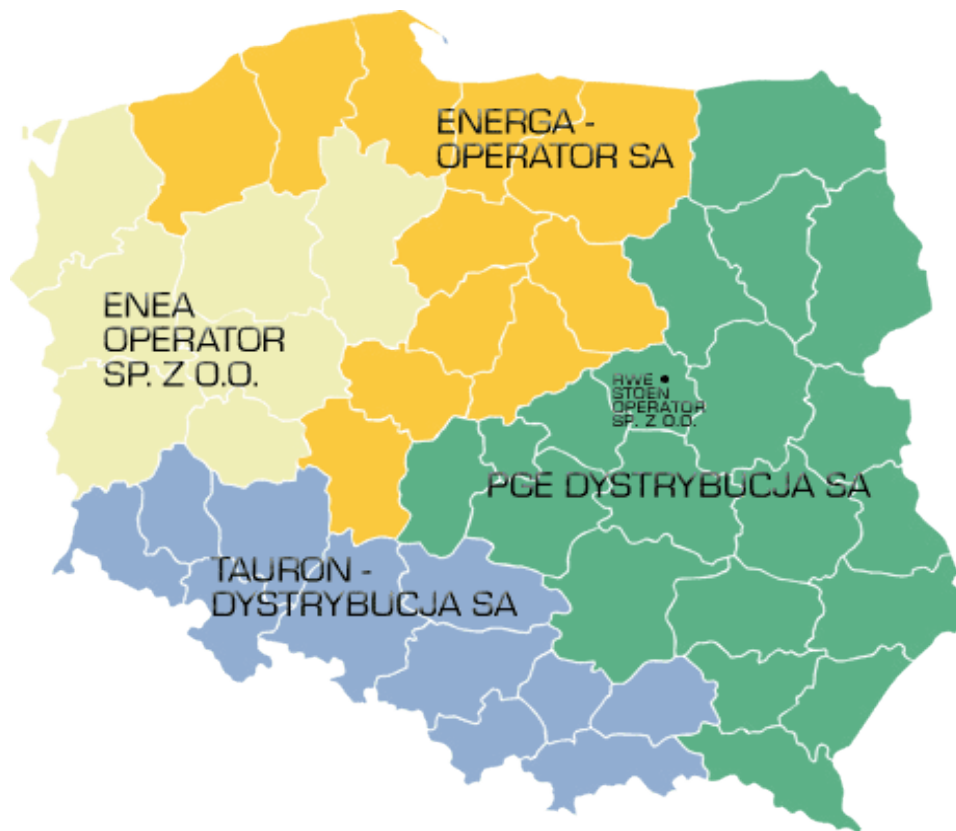 ENERGA -
OPERATOR SA
ENEA
OPERATOR
SP. Z O.O.
RWE
STOEN
OPERATOR
SP. Z O.O.
PGE DYSTRYBUCJA SA
TAURON -
DYSTRYBUCJA SA